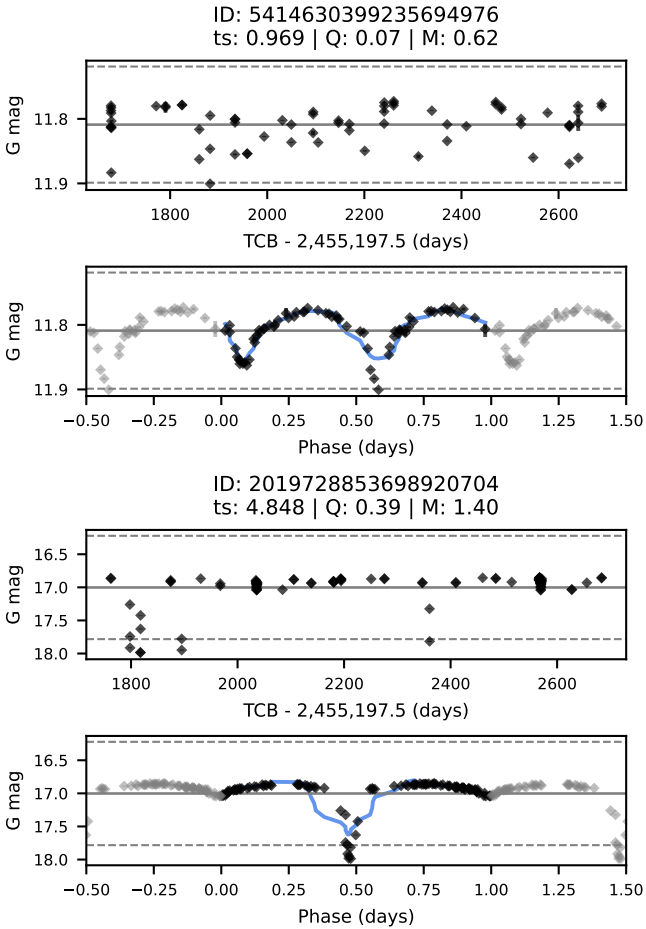 ID: 5414630399235694976
ts: 0.969 | Q: 0.07 | M: 0.62
G mag
11.8
11.9
1800 2000 2200 2400 2600
TCB - 2,455,197.5 (days)
G mag
11.8
11.9
−0.50 −0.25 0.00 0.25 0.50 0.75 1.00 1.25 1.50
Phase (days)
ID: 2019728853698920704
ts: 4.848 | Q: 0.39 | M: 1.40
G mag
16.5
17.0
17.5
18.0
1800 2000 2200 2400 2600
TCB - 2,455,197.5 (days)
G mag
16.5
17.0
17.5
18.0
−0.50 −0.25 0.00 0.25 0.50 0.75 1.00 1.25 1.50
Phase (days)